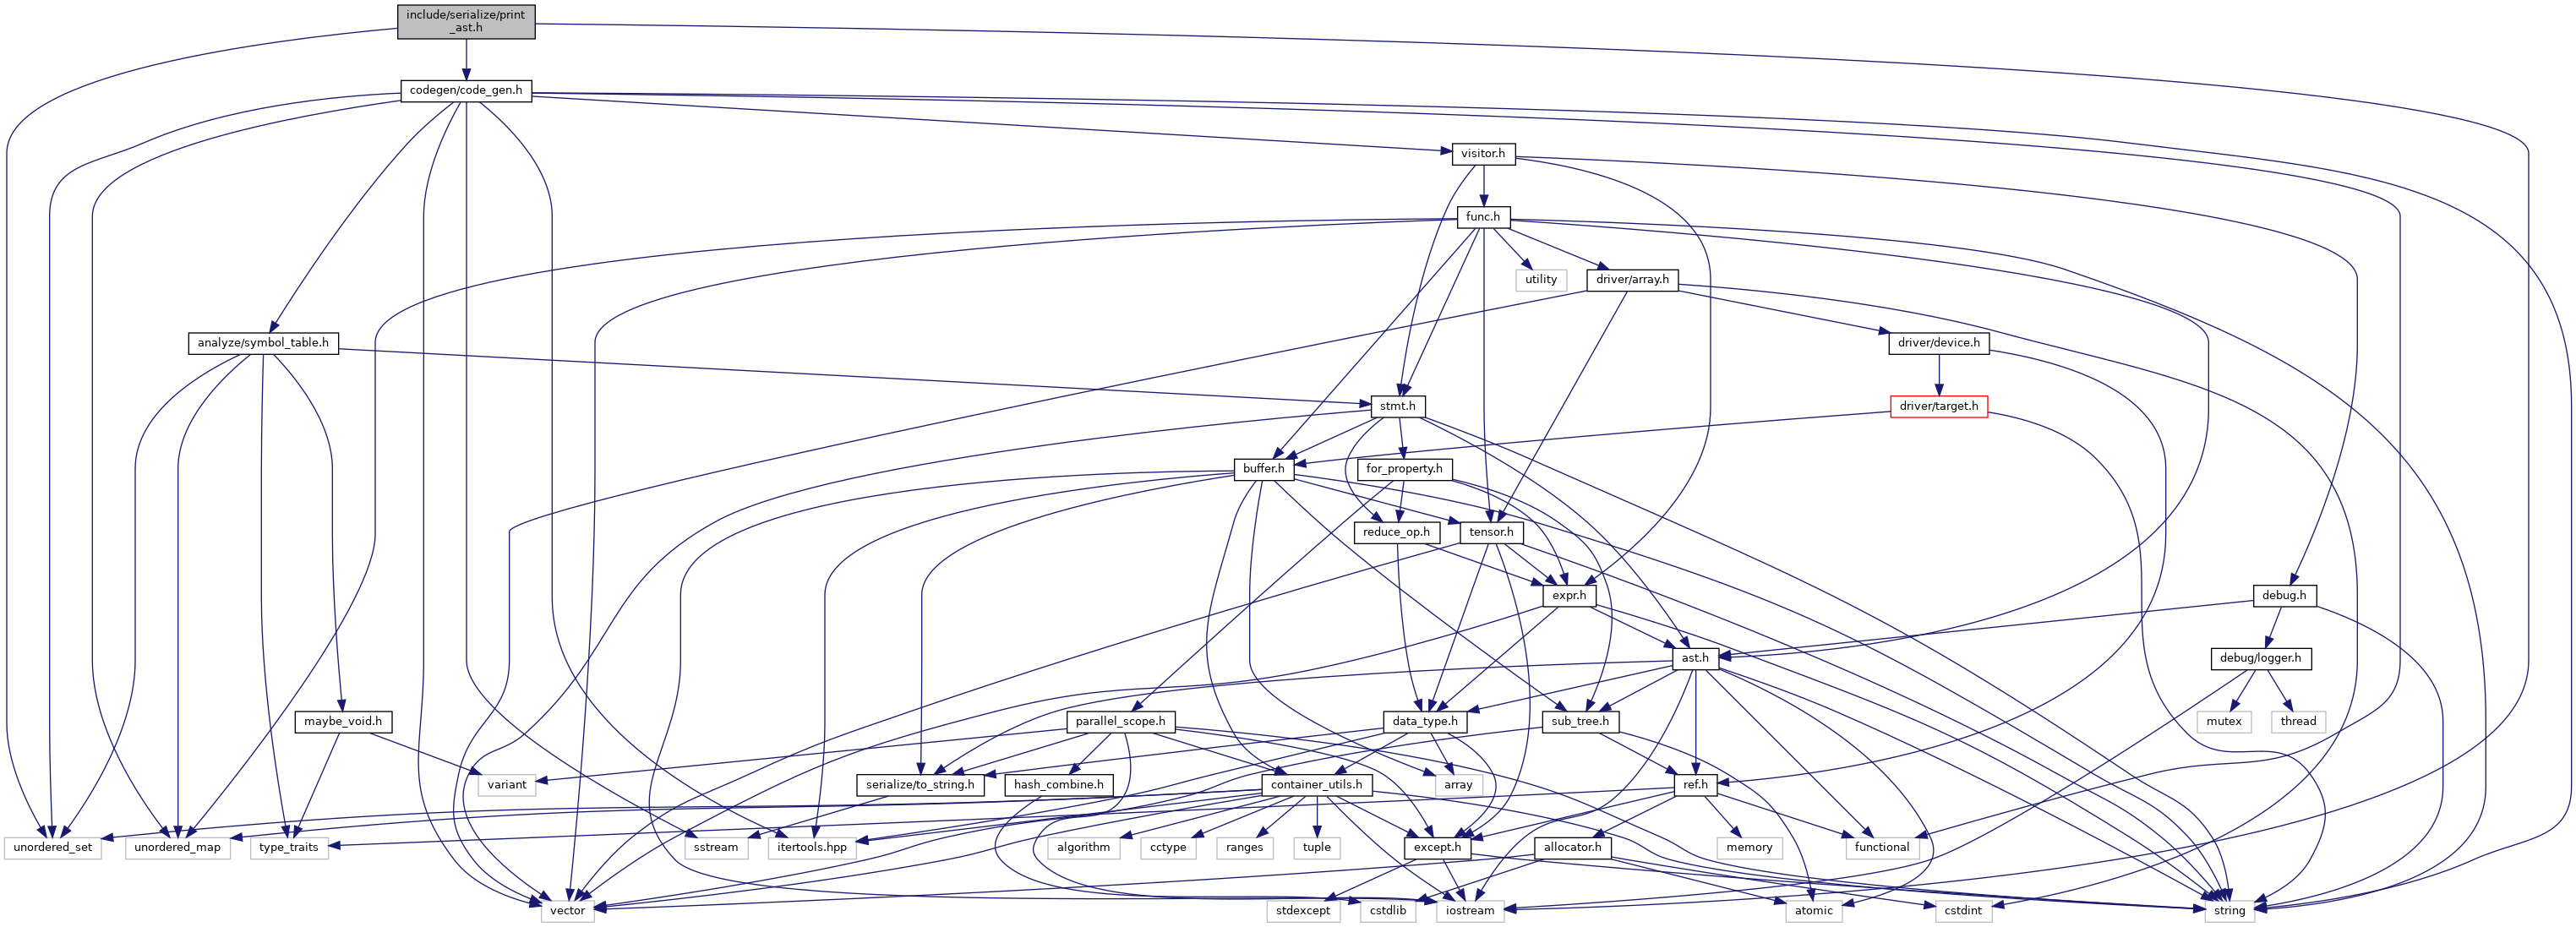 include/serialize/print
_ast.h
codegen/code_gen.h
visitor.h
func.h
utility
driver/array.h
analyze/symbol_table.h
driver/device.h
stmt.h
driver/target.h
buffer.h
for_property.h
reduce_op.h
tensor.h
expr.h
debug.h
ast.h
debug/logger.h
maybe_void.h
parallel_scope.h
data_type.h
sub_tree.h
mutex
thread
variant
serialize/to_string.h
hash_combine.h
container_utils.h
array
ref.h
unordered_set
unordered_map
type_traits
sstream
itertools.hpp
algorithm
cctype
ranges
tuple
except.h
allocator.h
memory
functional
vector
stdexcept
cstdlib
iostream
atomic
cstdint
string